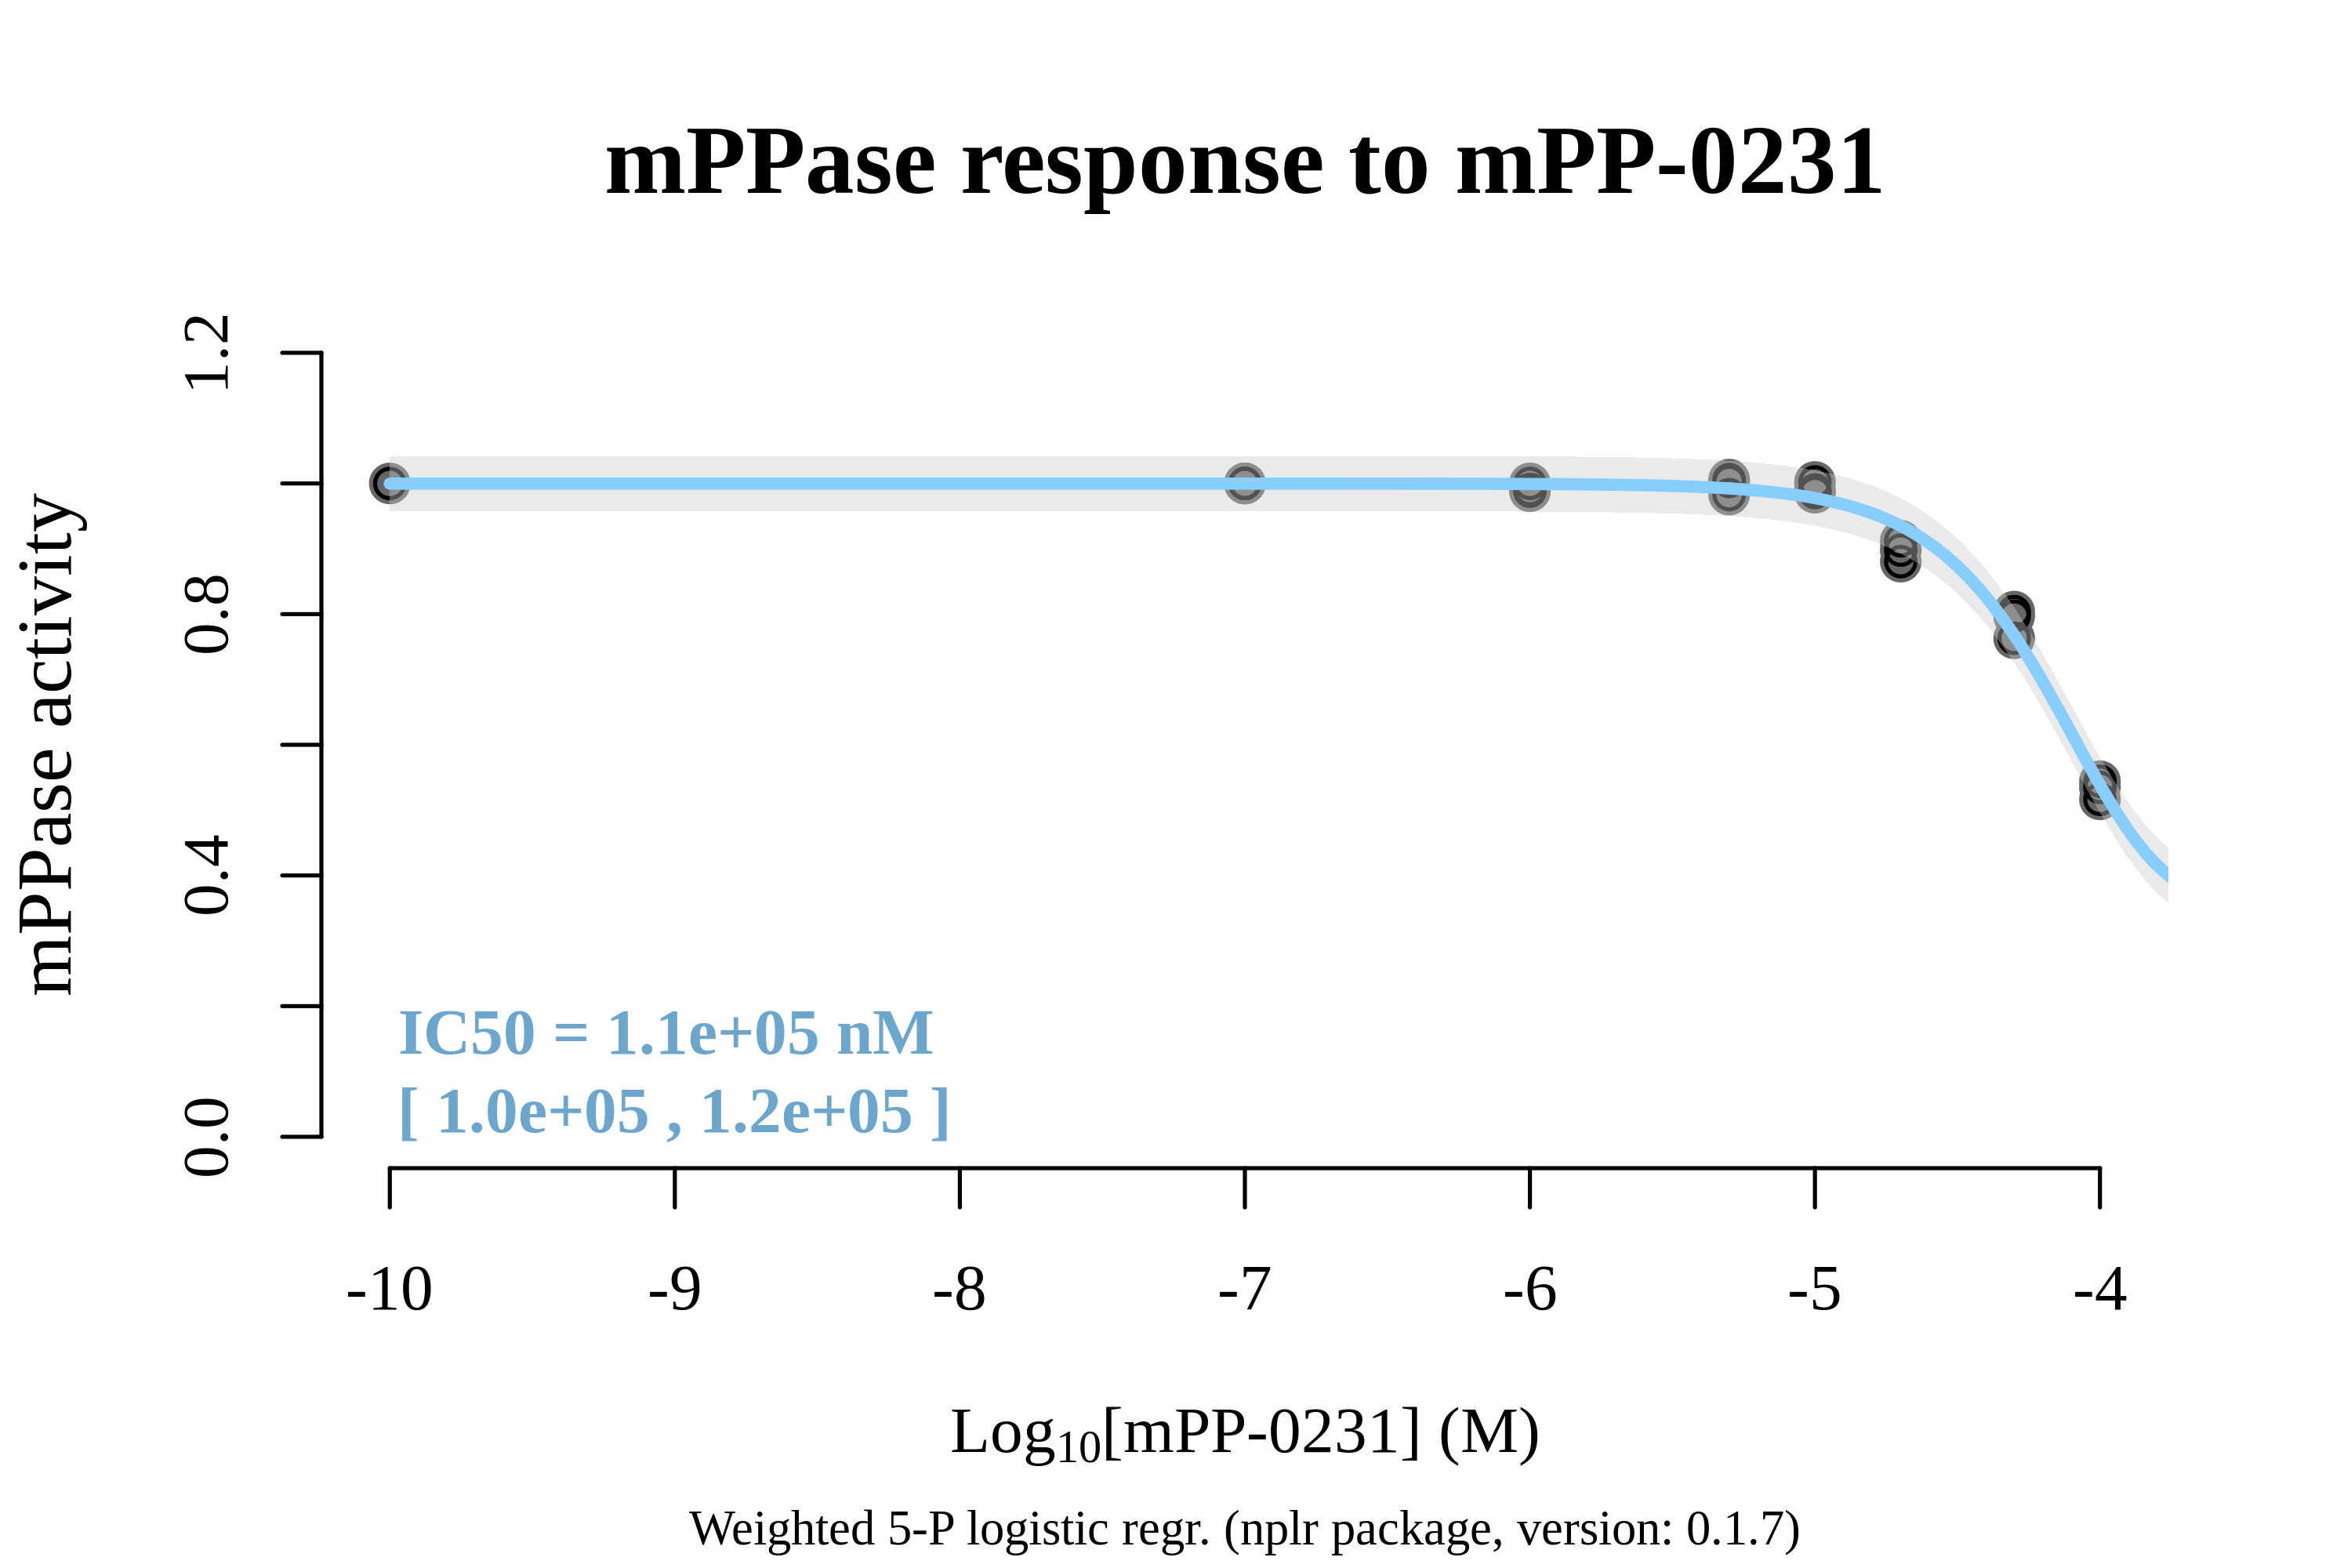 mPPase response to mPP-0231
mPPase activity
1.2
0.8
0.4
0.0
IC50 = 1.1e+05 nM
[ 1.0e+05 , 1.2e+05 ]
-10 -9 -8 -7 -6 -5 -4
Log10[mPP-0231] (M)
Weighted 5-P logistic regr. (nplr package, version: 0.1.7)